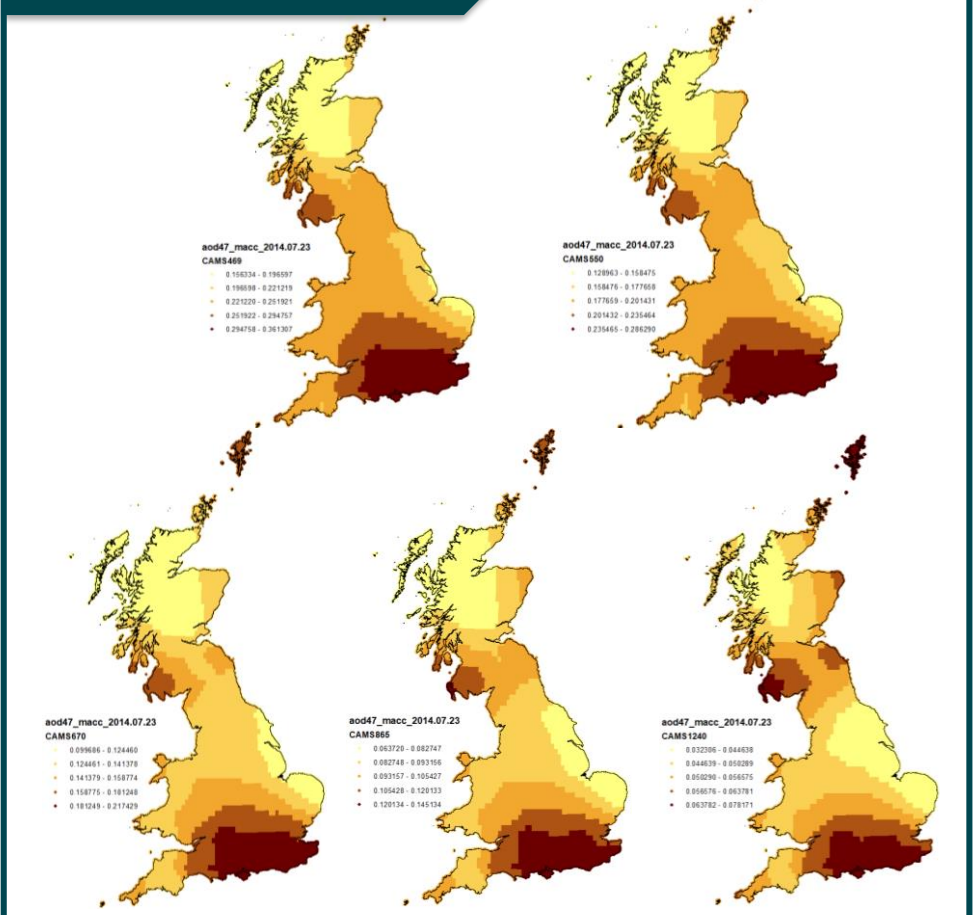 aod47_macc_2014.07.23
CAMS469
0.156334 - 0.196597
0.196598 - 0.221219
0.221220 - 0.251921
0.251922 - 0.294757
0.294758 - 0.361307
aod47_macc_2014.07.23
CAMS550
0.128963 - 0.158475
0.158476 - 0.177658
0.177659 - 0.201431
0.201432 - 0.235464
0.235465 - 0.286290
aod47_macc_2014.07.23
CAMS670
0.099686 - 0.124460
0.124461 - 0.141378
0.141379 - 0.158774
0.158775 - 0.181248
0.181249 - 0.217429
aod47_macc_2014.07.23
CAMS865
0.063720 - 0.082747
0.082748 - 0.093156
0.093157 - 0.105427
0.105428 - 0.120133
0.120134 - 0.145134
aod47_macc_2014.07.23
CAMS1240
0.032306 - 0.044638
0.044639 - 0.050289
0.050290 - 0.056575
0.056576 - 0.063781
0.063782 - 0.078171